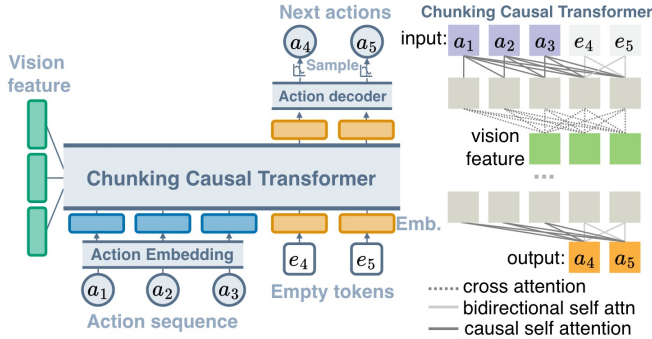 Next actions
a4 a5
Sample
Action decoder
Vision
feature
Chunking Causal Transformer
Emb.
Action Embedding
e4 e5
a1 a2 a3
Empty tokens
Action sequence
Chunking Causal Transformer
input: a1 a2 a3 e4 e5
vision
feature
...
output: a4 a5
cross attention
bidirectional self attn
causal self attention